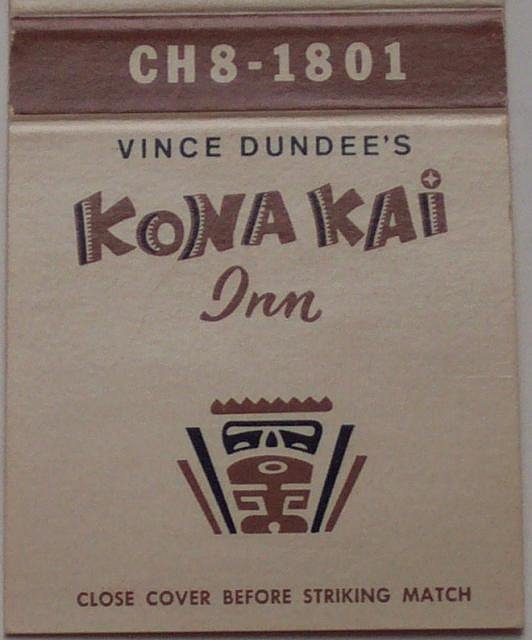 CH8-1801
VINCE DUNDEE'S
KONA KAi
Inn
CLOSE COVER BEFORE STRIKING MATCH